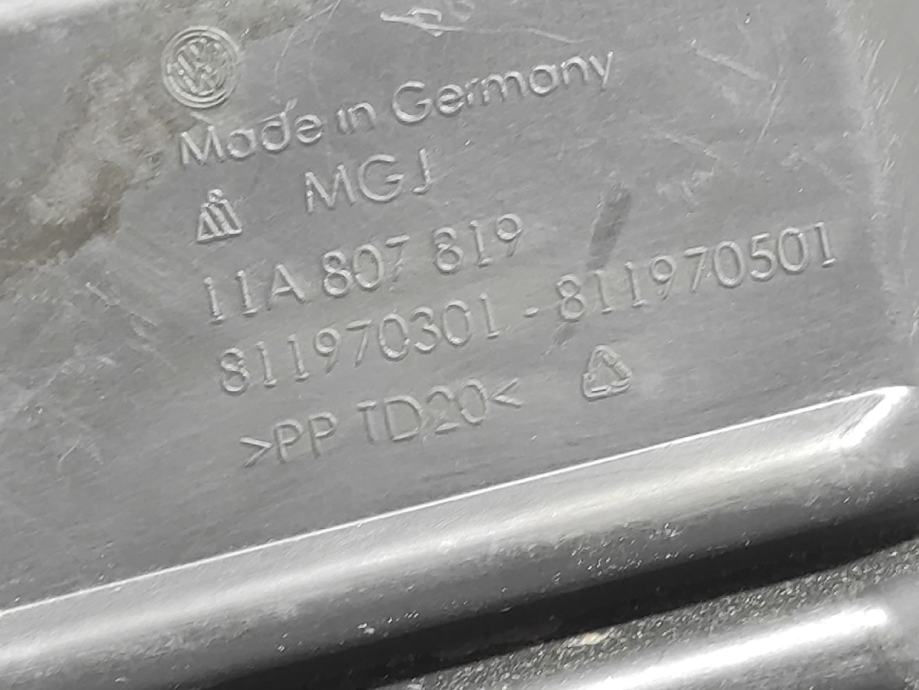 Made in Germany
MGJ
11A 807 819
811970301 - 811970501
>PP TD20<